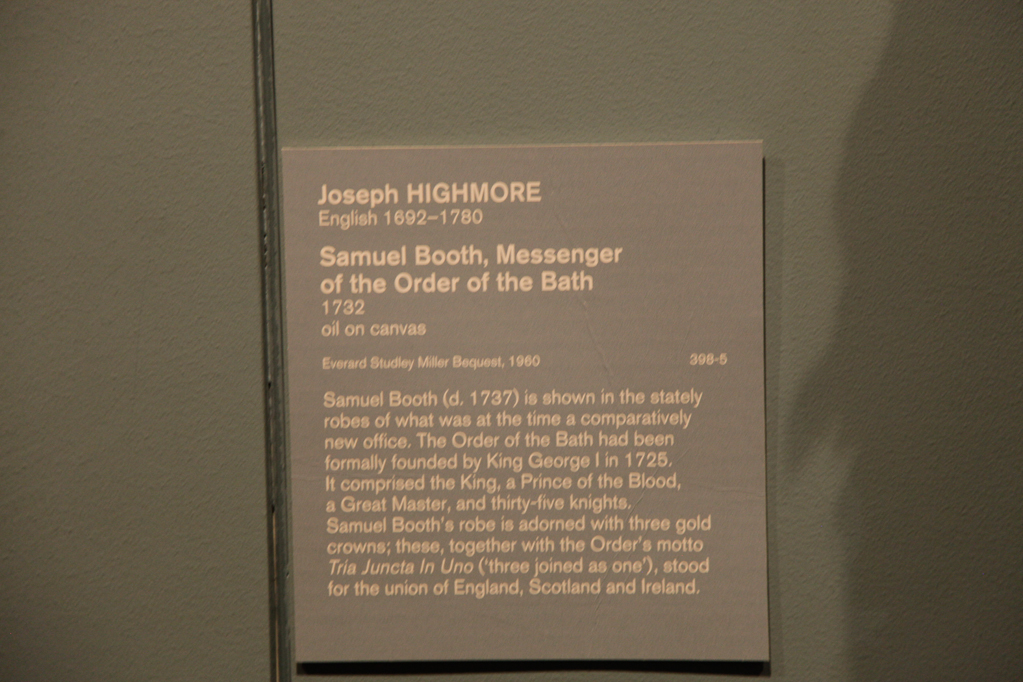 Joseph HIGHMORE
English 1692–1780
Samuel Booth, Messenger
of the Order of the Bath
1732
oil on canvas
Everard Studley Miller Bequest, 1960 398-5
Samuel Booth (d. 1737) is shown in the stately
robes of what was at the time a comparatively
new office. The Order of the Bath had been
formally founded by King George I in 1725.
It comprised the King, a Prince of the Blood,
a Great Master, and thirty-five knights.
Samuel Booth's robe is adorned with three gold
crowns; these, together with the Order's motto
Tria Juncta In Uno ('three joined as one'), stood
for the union of England, Scotland and Ireland.